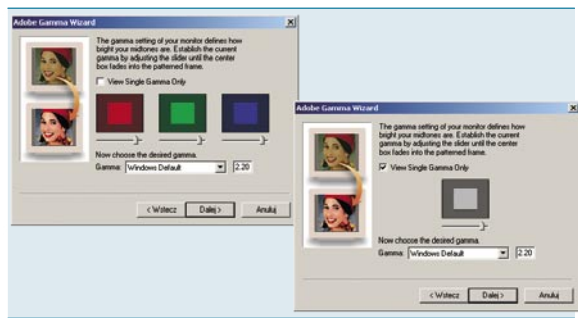 Adobe Gamma Wizard
The gamma setting of your monitor defines how
bright your midtones are. Establish the current
gamma by adjusting the slider until the center
box fades into the patterned frame.
View Single Gamma Only
Now choose the desired gamma.
Gamma: Windows Default 2.20
< Wstecz Dalej > Anuluj
Adobe Gamma Wizard
The gamma setting of your monitor defines how
bright your midtones are. Establish the current
gamma by adjusting the slider until the center
box fades into the patterned frame.
View Single Gamma Only
Now choose the desired gamma.
Gamma: Windows Default 2.20
< Wstecz Dalej > Anuluj